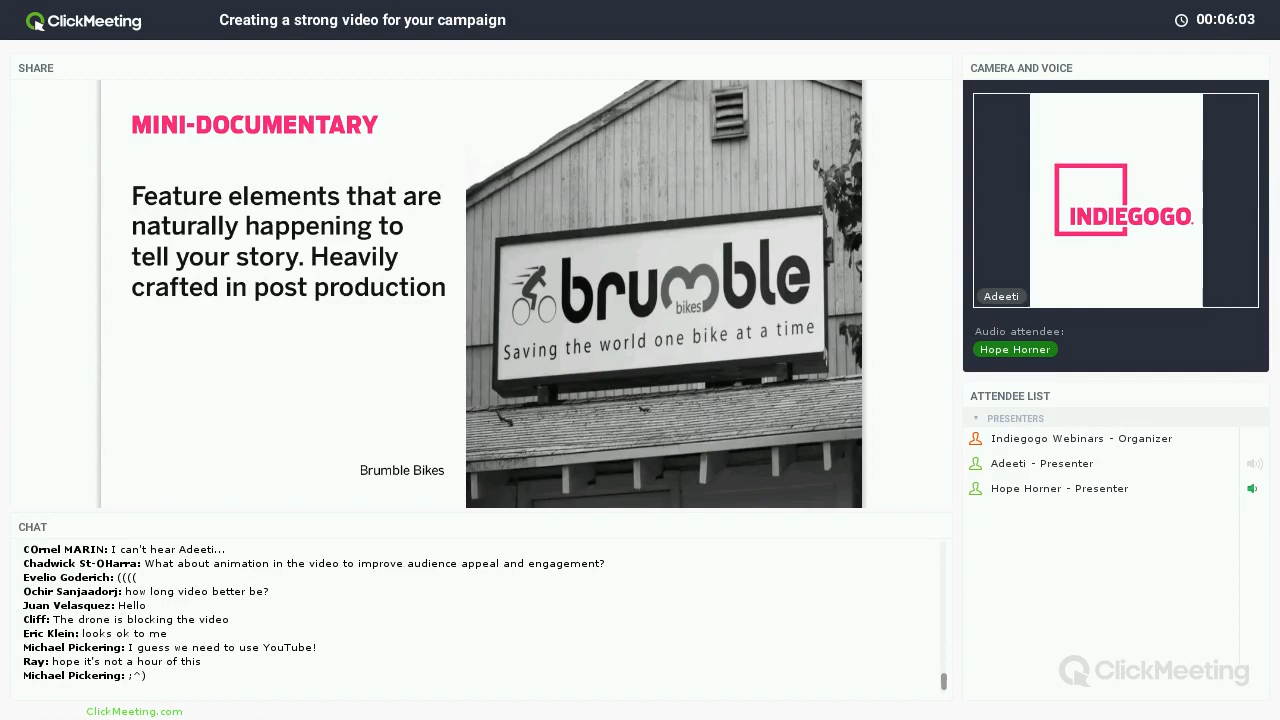 ClickMeeting
Creating a strong video for your campaign
00:06:03
SHARE
MINI-DOCUMENTARY
Feature elements that are
naturally happening to
tell your story. Heavily
crafted in post production
Brumble Bikes
brumble
bikes
Saving the world one bike at a time
CAMERA AND VOICE
INDIEGOGO
Adeeti
Audio attendee:
Hope Horner
ATTENDEE LIST
PRESENTERS
Indiegogo Webinars - Organizer
Adeeti - Presenter
Hope Horner - Presenter
CHAT
COrnel MARIN: I can't hear Adeeti...
Chadwick St-OHarra: What about animation in the video to improve audience appeal and engagement?
Evelio Goderich: ((((
Ochir Sanjaadorj: how long video better be?
Juan Velasquez: Hello
Cliff: The drone is blocking the video
Eric Klein: looks ok to me
Michael Pickering: I guess we need to use YouTube!
Ray: hope it's not a hour of this
Michael Pickering: ;^)
ClickMeeting
ClickMeeting.com